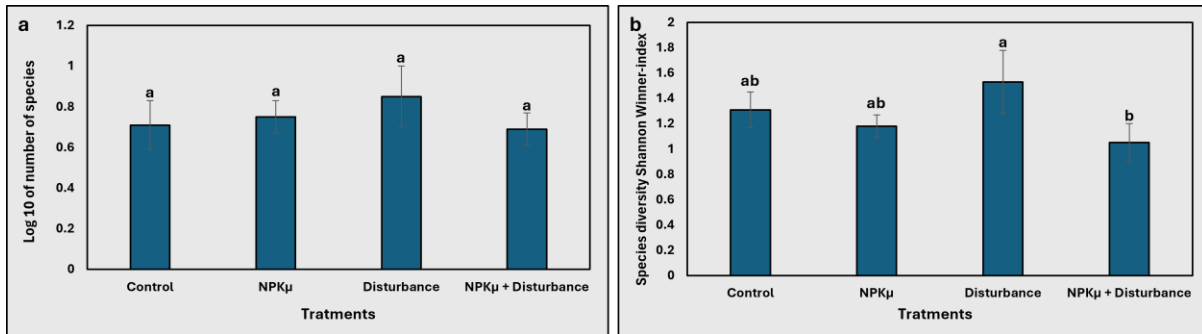 a
Log 10 of number of species
1.2
1
0.8
0.6
0.4
0.2
0
a
a
a
a
Control
NPKµ
Disturbance
NPKµ + Disturbance
Tratments
b
Species diversity Shannon Winner-index
2
1.8
1.6
1.4
1.2
1
0.8
0.6
0.4
0.2
0
ab
ab
a
b
Control
NPKµ
Disturbance
NPKµ + Disturbance
Tratments